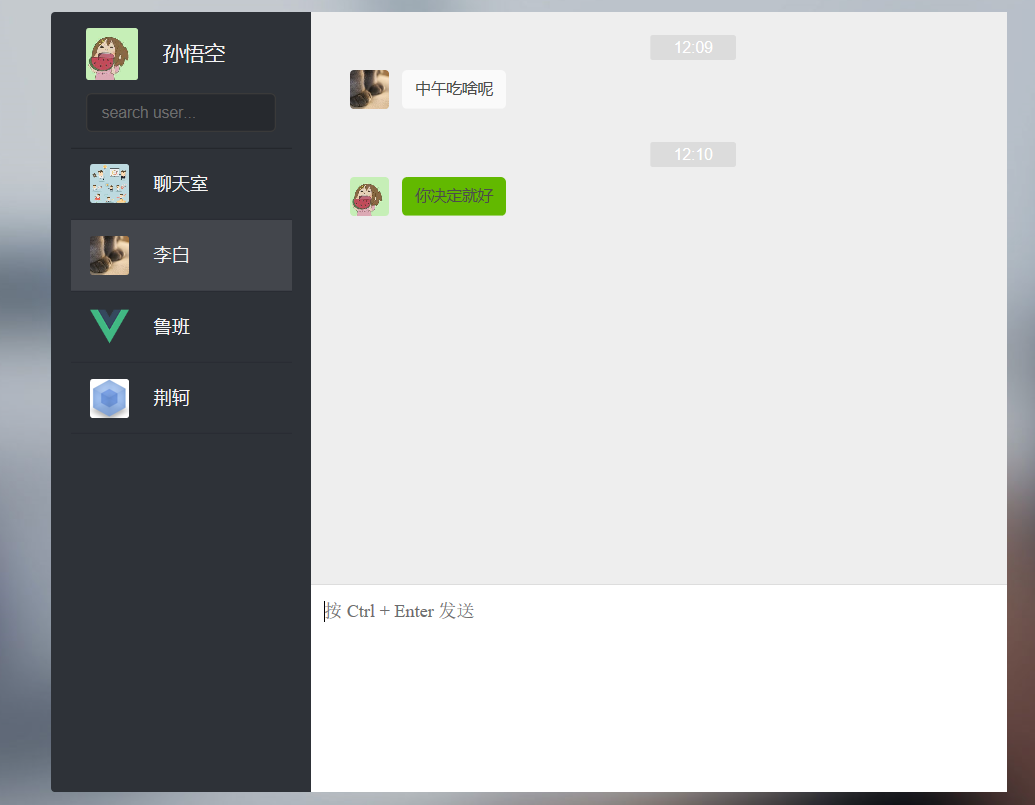 孙悟空
search user...
聊天室
李白
鲁班
荆轲
12:09
中午吃啥呢
12:10
你决定就好
按 Ctrl + Enter 发送